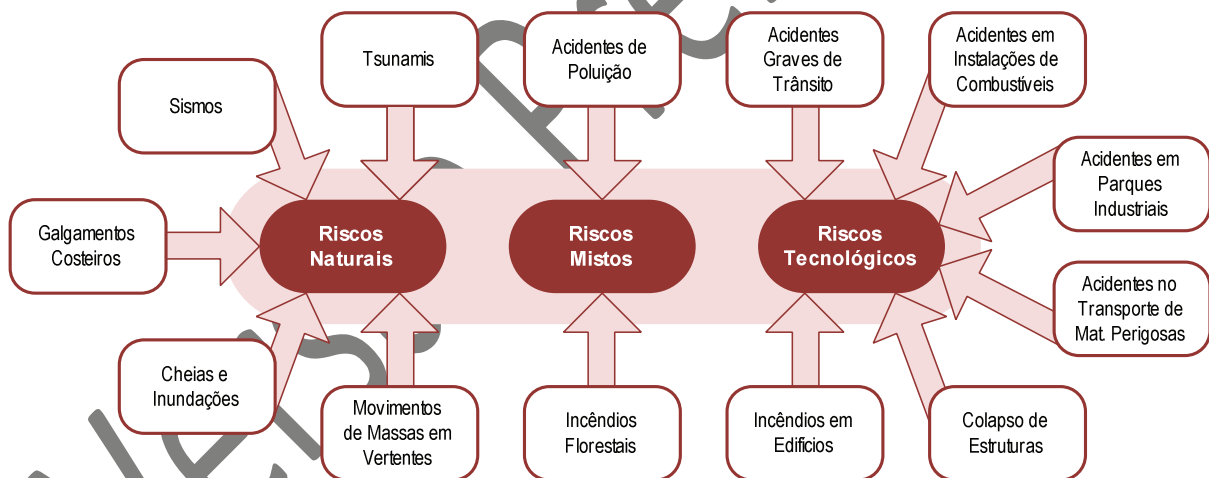 Tsunamis
Acidentes de
Poluição
Acidentes
Graves de
Trânsito
Acidentes em
Instalações de
Combustíveis
Sismos
Acidentes em
Parques
Industriais
Galgamentos
Costeiros
Riscos
Naturais
Riscos
Mistos
Riscos
Tecnológicos
Acidentes no
Transporte de
Mat. Perigosas
Cheias e
Inundações
Movimentos
de Massas em
Vertentes
Incêndios
Florestais
Incêndios em
Edifícios
Colapso de
Estruturas